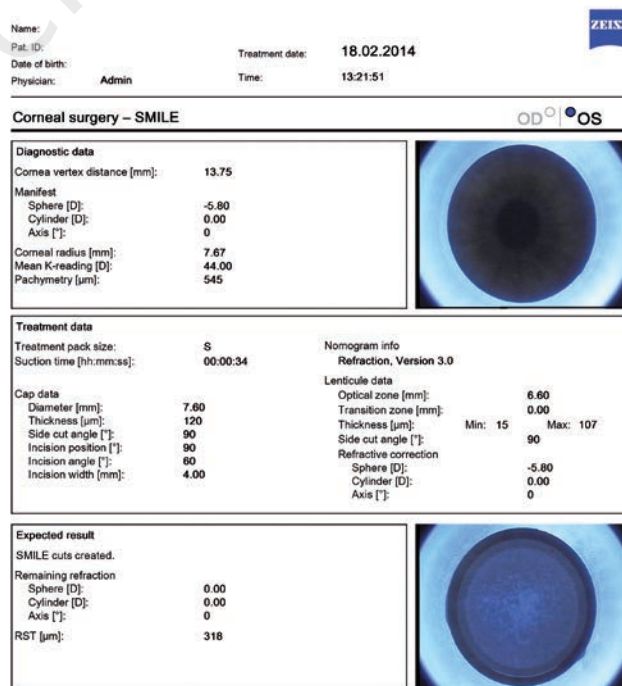 Name:
Pat. ID:
Date of birth:
Physician: Admin
Treatment date: 18.02.2014
Time: 13:21:51
ZEISS
Corneal surgery – SMILE
OD OS
Diagnostic data
Cornea vertex distance [mm]: 13.75
Manifest
Sphere [D]: -5.80
Cylinder [D]: 0.00
Axis [°]: 0
Corneal radius [mm]: 7.67
Mean K-reading [D]: 44.00
Pachymetry [µm]: 545
Treatment data
Treatment pack size: S
Suction time [hh:mm:ss]: 00:00:34
Cap data
Diameter [mm]: 7.60
Thickness [µm]: 120
Side cut angle [°]: 90
Incision position [°]: 90
Incision angle [°]: 60
Incision width [mm]: 4.00
Nomogram info
Refraction, Version 3.0
Lenticule data
Optical zone [mm]: 6.60
Transition zone [mm]: 0.00
Thickness [µm]: Min: 15 Max: 107
Side cut angle [°]: 90
Refractive correction
Sphere [D]: -5.80
Cylinder [D]: 0.00
Axis [°]: 0
Expected result
SMILE cuts created.
Remaining refraction
Sphere [D]: 0.00
Cylinder [D]: 0.00
Axis [°]: 0
RST [µm]: 318